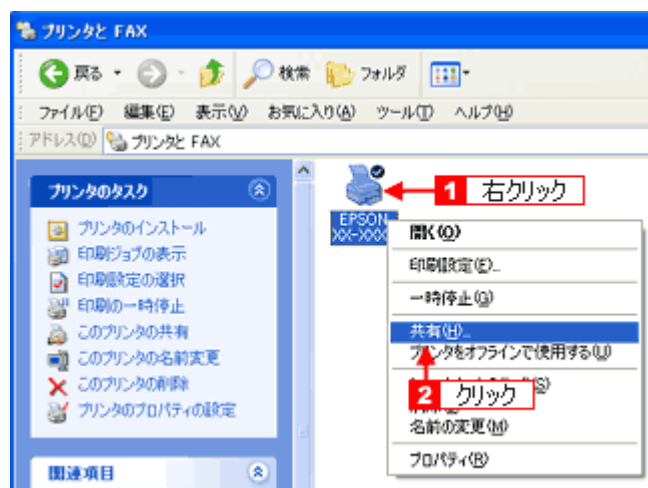 プリンタと FAX
戻る 検索 フォルダ
ファイル(F) 編集(E) 表示(V) お気に入り(A) ツール(T) ヘルプ(H)
アドレス(D) プリンタと FAX
プリンタのタスク
プリンタのインストール
印刷ジョブの表示
印刷設定の選択
印刷の一時停止
このプリンタの共有
このプリンタの名前変更
このプリンタの削除
プリンタのプロパティの設定
関連項目
EPSON
XX-XXX
1 右クリック
開く(O)
印刷設定(E)...
一時停止(G)
共有(H)...
プリンタをオフラインで使用する(U)
(S)
2 クリック
名前の変更(M)
プロパティ(R)